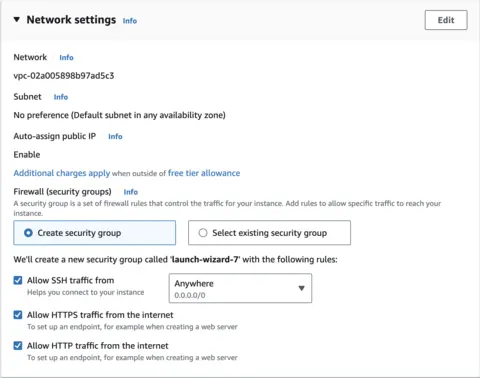 Network settings Info
Edit
Network Info
vpc-02a005898b97ad5c3
Subnet Info
No preference (Default subnet in any availability zone)
Auto-assign public IP Info
Enable
Additional charges apply when outside of free tier allowance
Firewall (security groups) Info
A security group is a set of firewall rules that control the traffic for your instance. Add rules to allow specific traffic to reach your
instance.
Create security group
Select existing security group
We'll create a new security group called 'launch-wizard-7' with the following rules:
Allow SSH traffic from
Helps you connect to your instance
Anywhere
0.0.0.0/0
Allow HTTPS traffic from the internet
To set up an endpoint, for example when creating a web server
Allow HTTP traffic from the internet
To set up an endpoint, for example when creating a web server